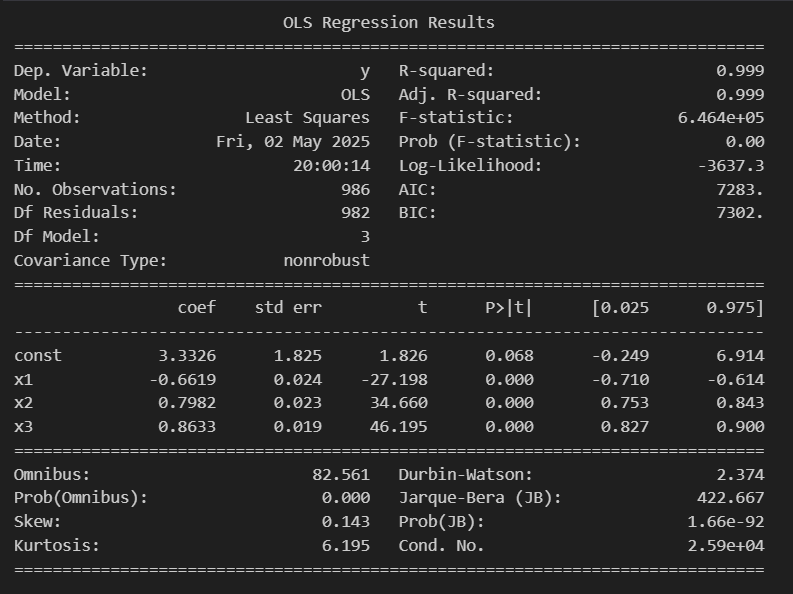 OLS Regression Results
==============================================================================
Dep. Variable:                      y   R-squared:                       0.999
Model:                            OLS   Adj. R-squared:                  0.999
Method:                 Least Squares   F-statistic:                 6.464e+05
Date:                Fri, 02 May 2025   Prob (F-statistic):               0.00
Time:                        20:00:14   Log-Likelihood:                -3637.3
No. Observations:                 986   AIC:                             7283.
Df Residuals:                     982   BIC:                             7302.
Df Model:                           3
Covariance Type:            nonrobust
==============================================================================
                 coef    std err          t      P>|t|      [0.025      0.975]
------------------------------------------------------------------------------
const          3.3326      1.825      1.826      0.068      -0.249       6.914
x1            -0.6619      0.024    -27.198      0.000      -0.710      -0.614
x2             0.7982      0.023     34.660      0.000       0.753       0.843
x3             0.8633      0.019     46.195      0.000       0.827       0.900
==============================================================================
Omnibus:                       82.561   Durbin-Watson:                   2.374
Prob(Omnibus):                  0.000   Jarque-Bera (JB):              422.667
Skew:                           0.143   Prob(JB):                     1.66e-92
Kurtosis:                       6.195   Cond. No.                     2.59e+04
==============================================================================